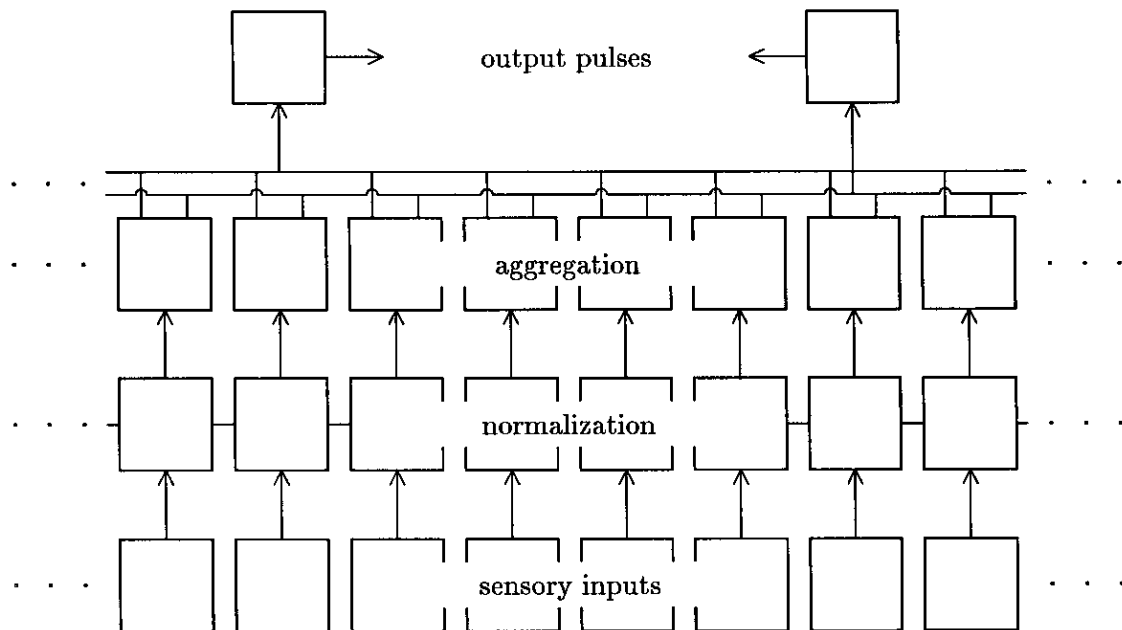 output pulses
aggregation
normalization
sensory inputs